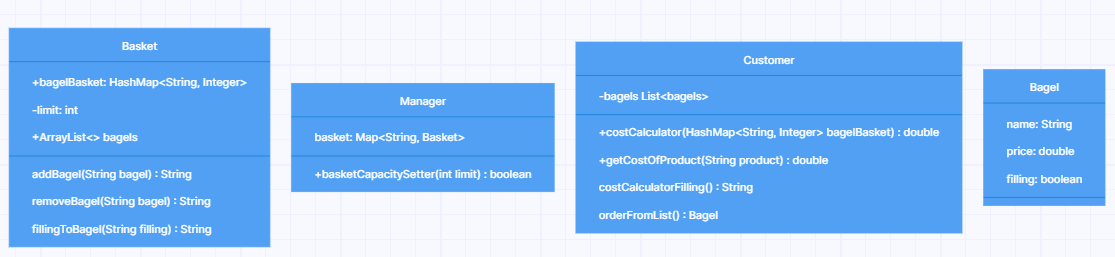 Basket
+bagelBasket: HashMap<String, Integer>
-limit: int
+ArrayList<> bagels
addBagel(String bagel) : String
removeBagel(String bagel) : String
fillingToBagel(String filling) : String
Manager
basket: Map<String, Basket>
+basketCapacitySetter(int limit) : boolean
Customer
-bagels List<bagels>
+costCalculator(HashMap<String, Integer> bagelBasket) : double
+getCostOfProduct(String product) : double
costCalculatorFilling() : String
orderFromList() : Bagel
Bagel
name: String
price: double
filling: boolean